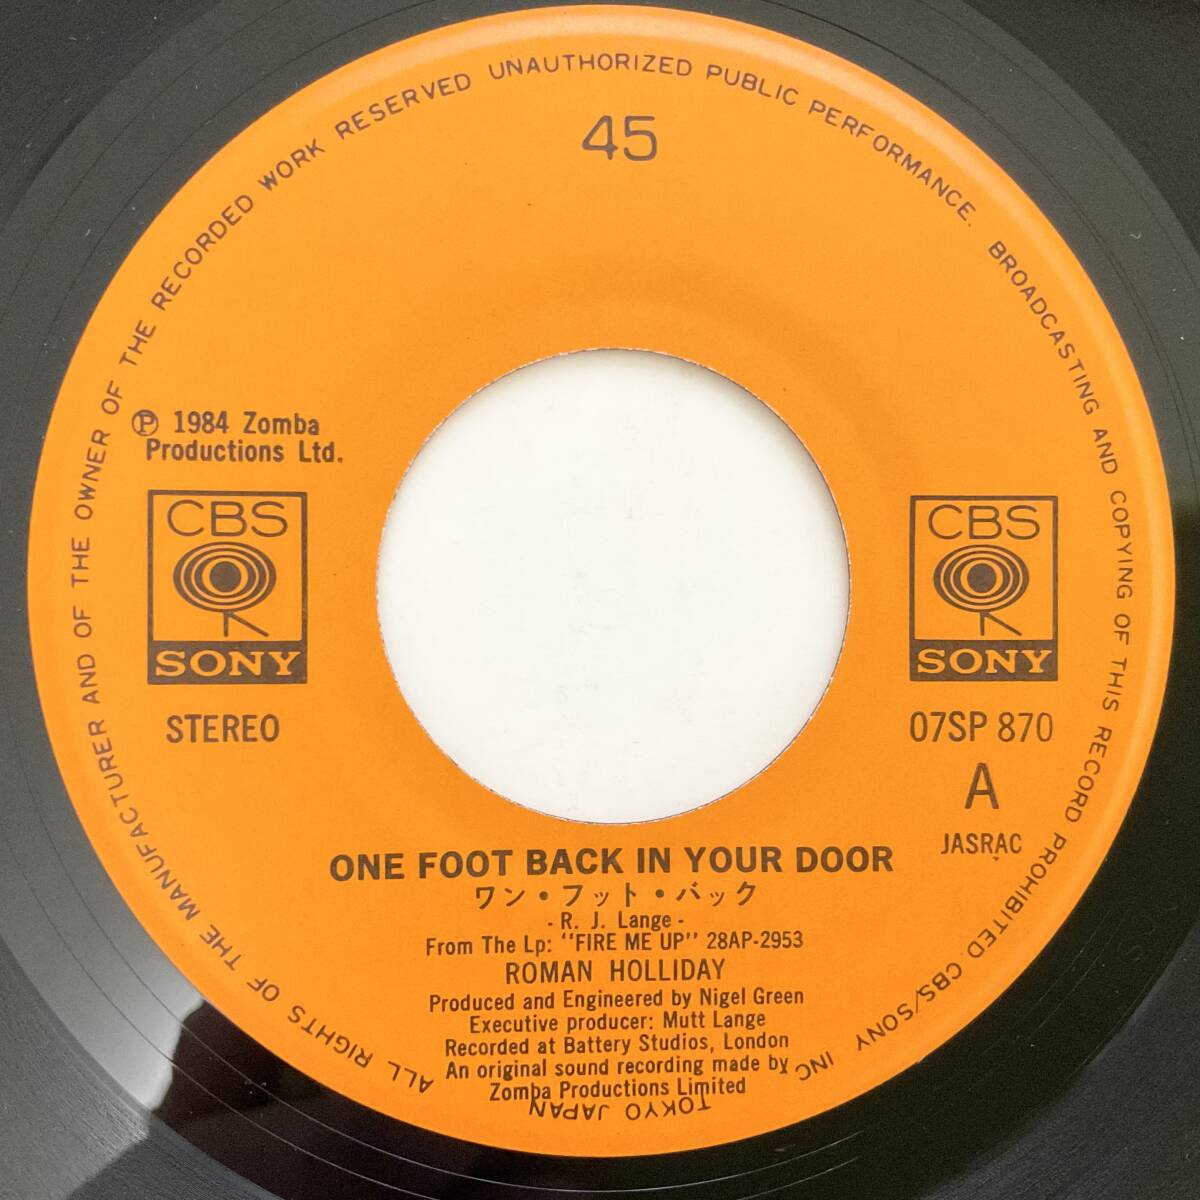 ALL RIGHTS OF THE MANUFACTURER AND OF THE OWNER OF THE RECORDED WORK RESERVED UNAUTHORIZED PUBLIC PERFORMANCE. BROADCASTING AND COPYING OF THIS RECORD PROHIBITED. CBS/SONY INC
TOKYO JAPAN
45
℗ 1984 Zomba
Productions Ltd.
CBS
SONY
CBS
SONY
STEREO
07SP 870
A
JASRAC
ONE FOOT BACK IN YOUR DOOR
ワン・フット・バック
- R. J. Lange -
From The Lp: "FIRE ME UP" 28AP-2953
ROMAN HOLLIDAY
Produced and Engineered by Nigel Green
Executive producer: Mutt Lange
Recorded at Battery Studios, London
An original sound recording made by
Zomba Productions Limited